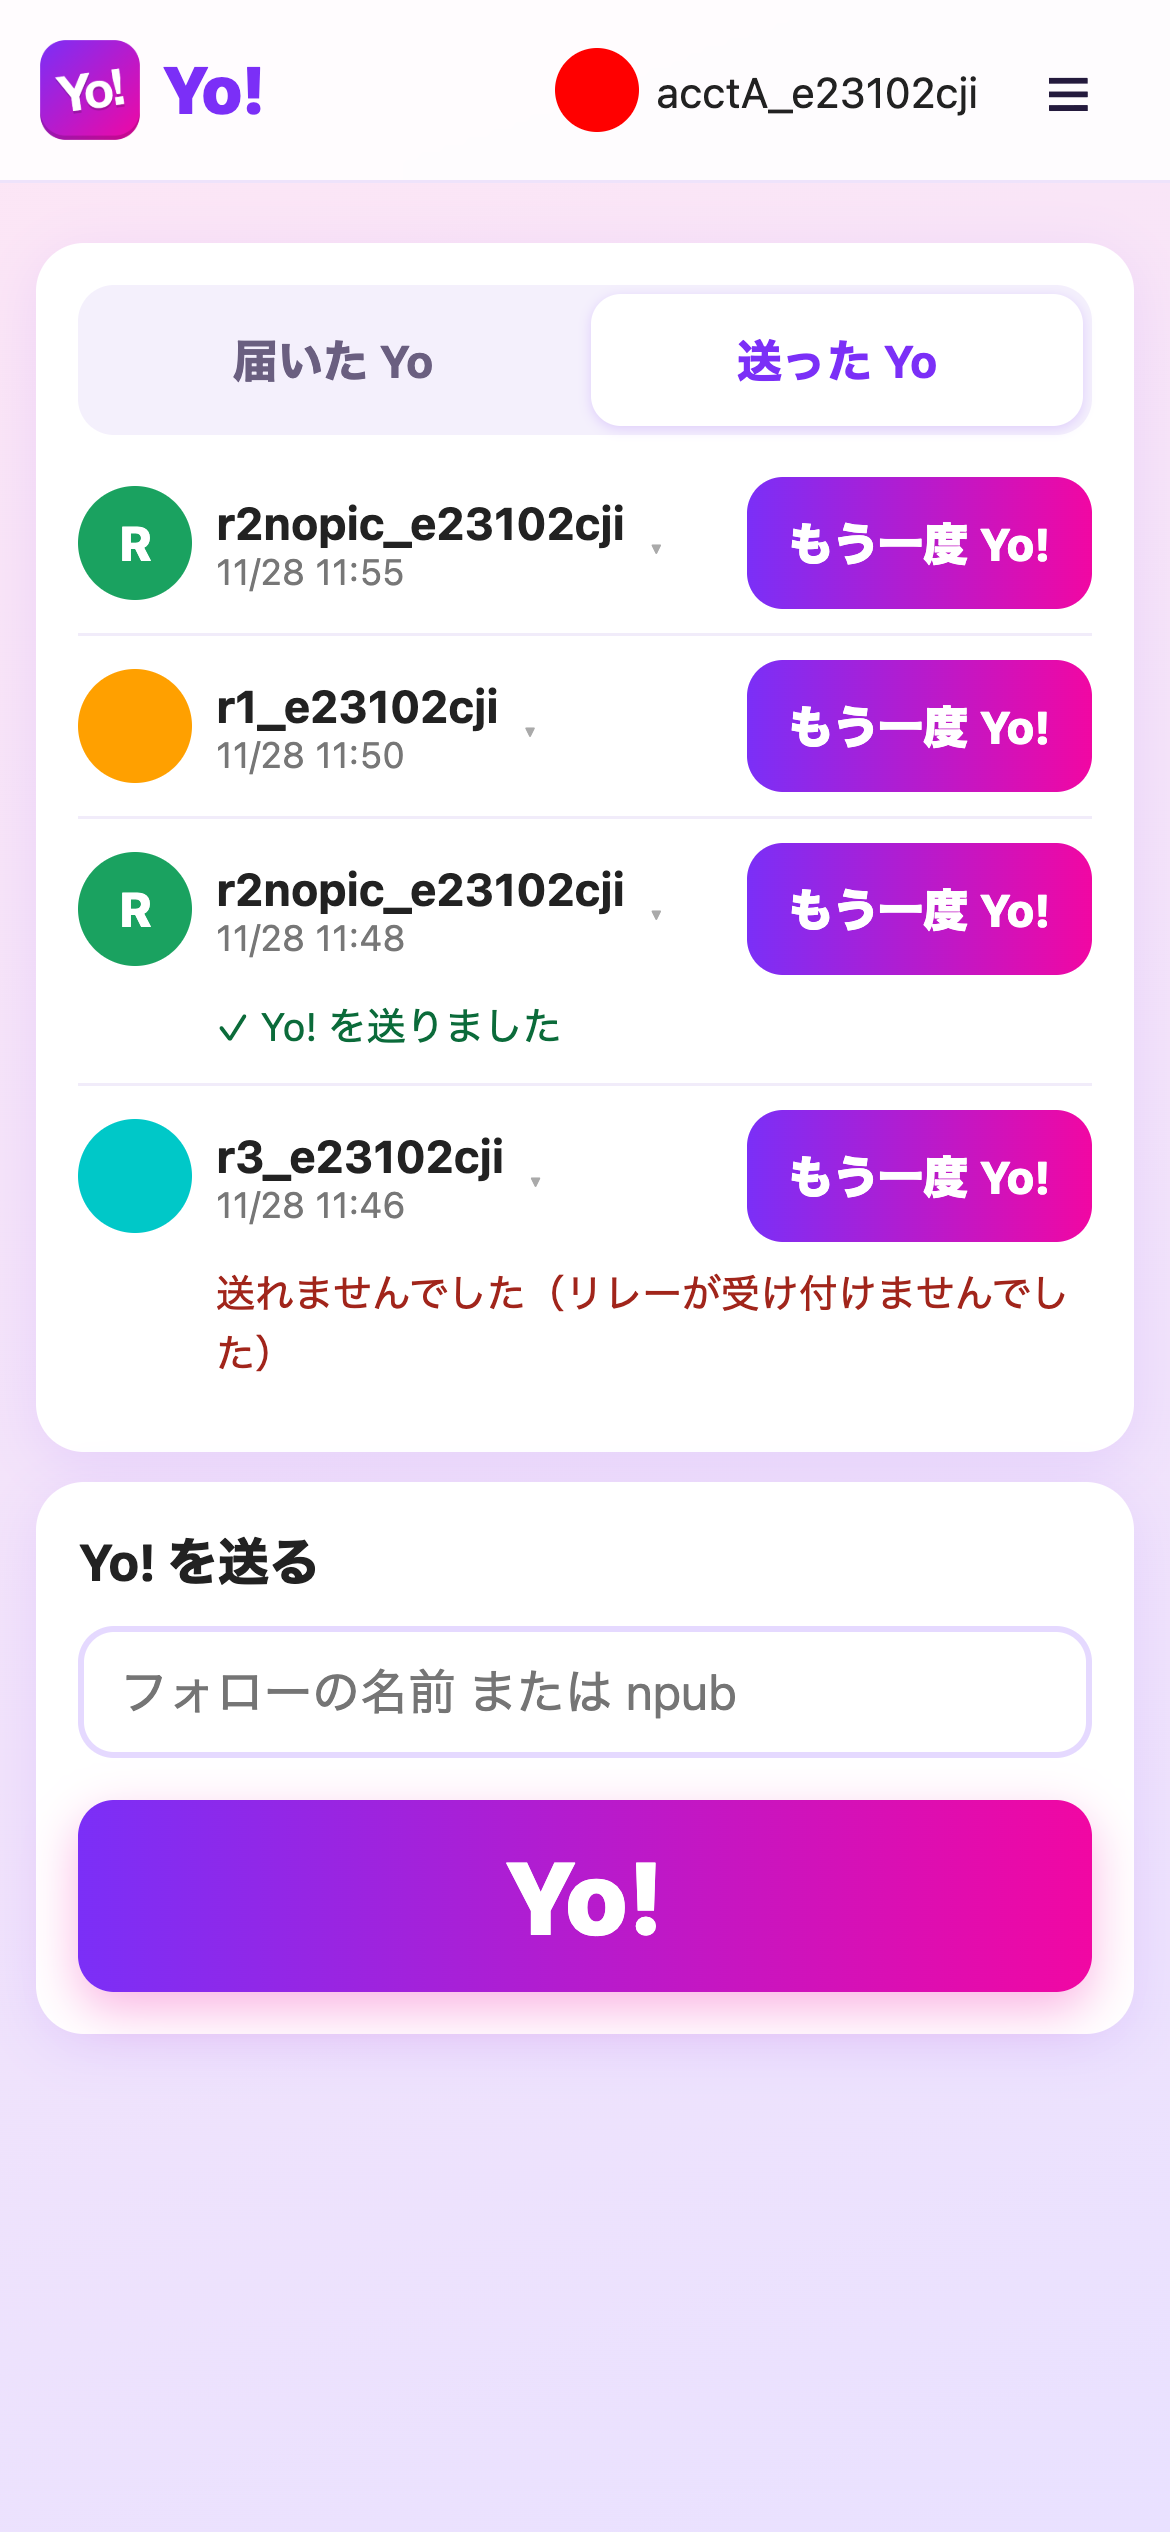 Yo! Yo! acctA_e23102cji
届いた Yo 送った Yo
R r2nopic_e23102cji ▾ もう一度 Yo!
11/28 11:55
r1_e23102cji ▾ もう一度 Yo!
11/28 11:50
R r2nopic_e23102cji ▾ もう一度 Yo!
11/28 11:48
✓ Yo! を送りました
r3_e23102cji ▾ もう一度 Yo!
11/28 11:46
送れませんでした（リレーが受け付けませんでし
た）
Yo! を送る
フォローの名前 または npub
Yo!